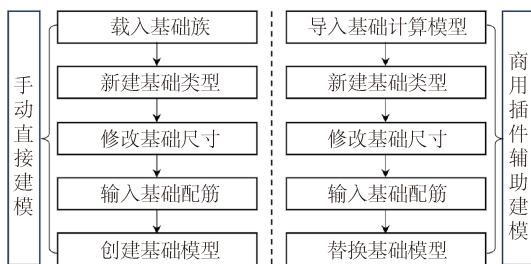 手动直接建模
载入基础族
新建基础类型
修改基础尺寸
输入基础配筋
创建基础模型
导入基础计算模型
新建基础类型
修改基础尺寸
输入基础配筋
替换基础模型
商用插件辅助建模